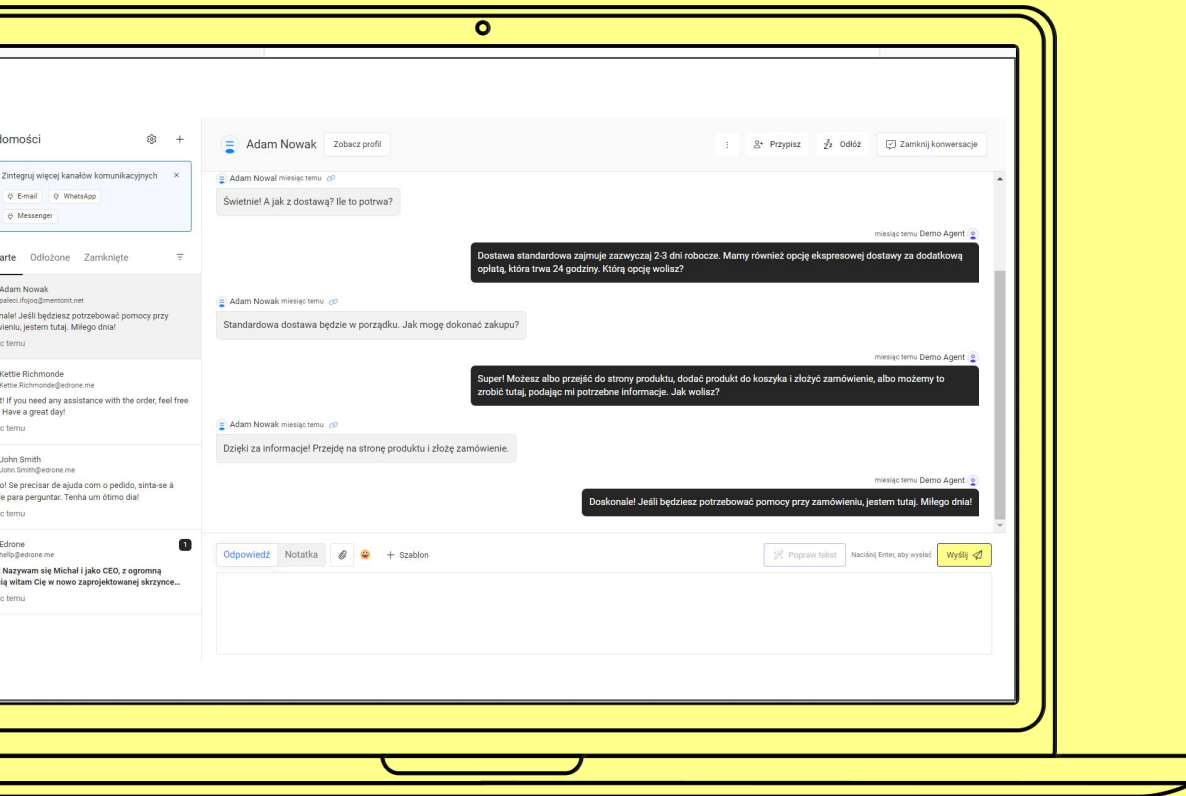 Zintegruj więcej kanałów komunikacyjnych
E-mail
WhatsApp
Messenger
Odłożone
Zamknięte
Adam Nowak
paleci.ifojoq@mentonit.net
Jeśli będziesz potrzebować pomocy przy
jestem tutaj. Miłego dnia!
temu
Kettie Richmonde
Kettie.Richmonde@edrone.me
If you need any assistance with the order, feel free
Have a great day!
temu
John Smith
John.Smith@edrone.me
Se precisar de ajuda com o pedido, sinta-se à
para perguntar. Tenha um ótimo dia!
temu
Edrone
1
hellp@edrone.me
Nazywam się Michał i jako CEO, z ogromną
witam Cię w nowo zaprojektowanej skrzynce...
temu
Adam Nowak
Zobacz profil
Przypisz
Odłóż
Zamknij konwersacje
Adam Nowal miesiąc temu
Świetnie! A jak z dostawą? Ile to potrwa?
miesiąc temu Demo Agent
Dostawa standardowa zajmuje zazwyczaj 2-3 dni robocze. Mamy również opcję ekspresowej dostawy za dodatkową
opłatą, która trwa 24 godziny. Którą opcję wolisz?
Adam Nowak miesiąc temu
Standardowa dostawa będzie w porządku. Jak mogę dokonać zakupu?
miesiąc temu Demo Agent
Super! Możesz albo przejść do strony produktu, dodać produkt do koszyka i złożyć zamówienie, albo możemy to
zrobić tutaj, podając mi potrzebne informacje. Jak wolisz?
Adam Nowak miesiąc temu
Dzięki za informacje! Przejdę na stronę produktu i złożę zamówienie.
miesiąc temu Demo Agent
Doskonale! Jeśli będziesz potrzebować pomocy przy zamówieniu, jestem tutaj. Miłego dnia!
Odpowiedź
Notatka
+ Szablon
Popraw tekst
Naciśnij Enter, aby wysłać
Wyślij